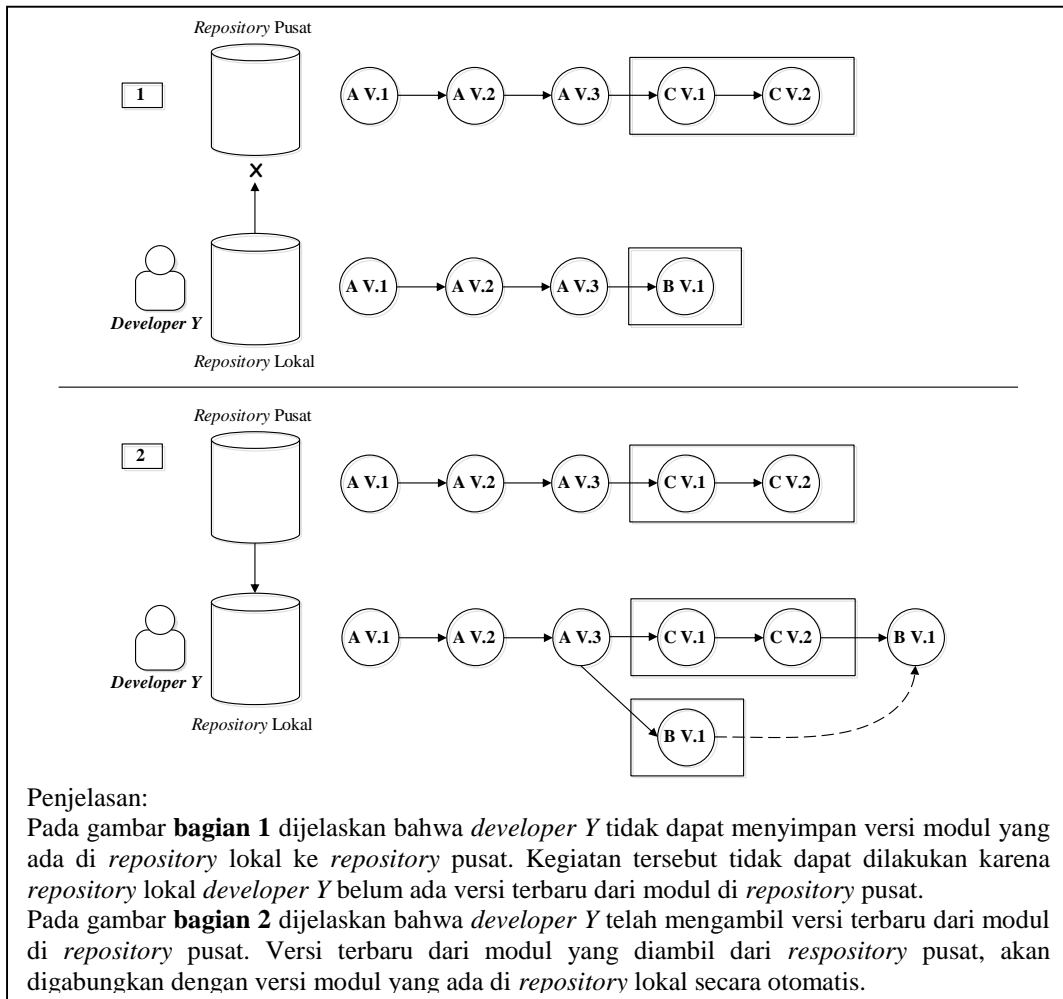 Repository Pusat
1
A V.1 A V.2 A V.3 C V.1 C V.2
X
A V.1 A V.2 A V.3 B V.1
Developer Y
Repository Lokal
Repository Pusat
2
A V.1 A V.2 A V.3 C V.1 C V.2
A V.1 A V.2 A V.3 C V.1 C V.2 B V.1
Developer Y
Repository Lokal
B V.1
Penjelasan:
Pada gambar bagian 1 dijelaskan bahwa developer Y tidak dapat menyimpan versi modul yang
ada di repository lokal ke repository pusat. Kegiatan tersebut tidak dapat dilakukan karena
repository lokal developer Y belum ada versi terbaru dari modul di repository pusat.
Pada gambar bagian 2 dijelaskan bahwa developer Y telah mengambil versi terbaru dari modul
di repository pusat. Versi terbaru dari modul yang diambil dari respository pusat, akan
digabungkan dengan versi modul yang ada di repository lokal secara otomatis.